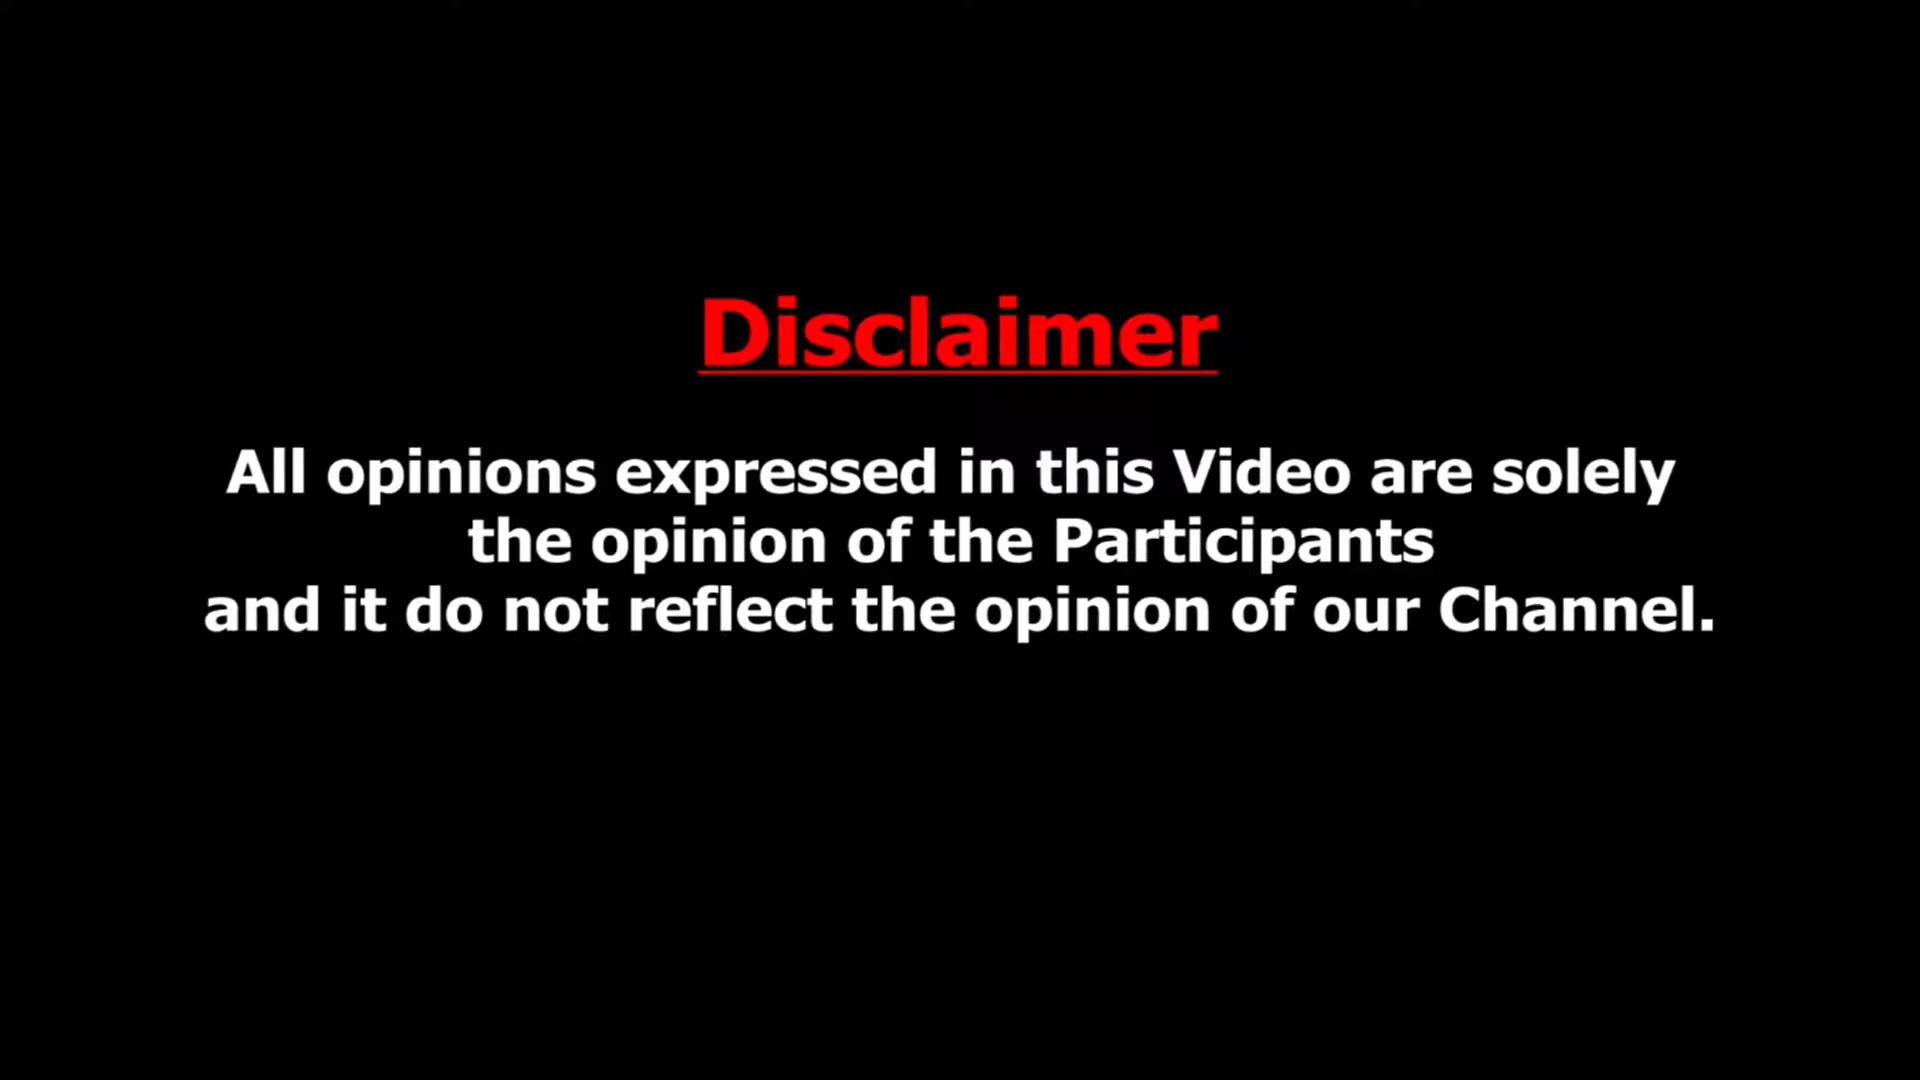 Disclaimer
All opinions expressed in this Video are solely
the opinion of the Participants
and it do not reflect the opinion of our Channel.